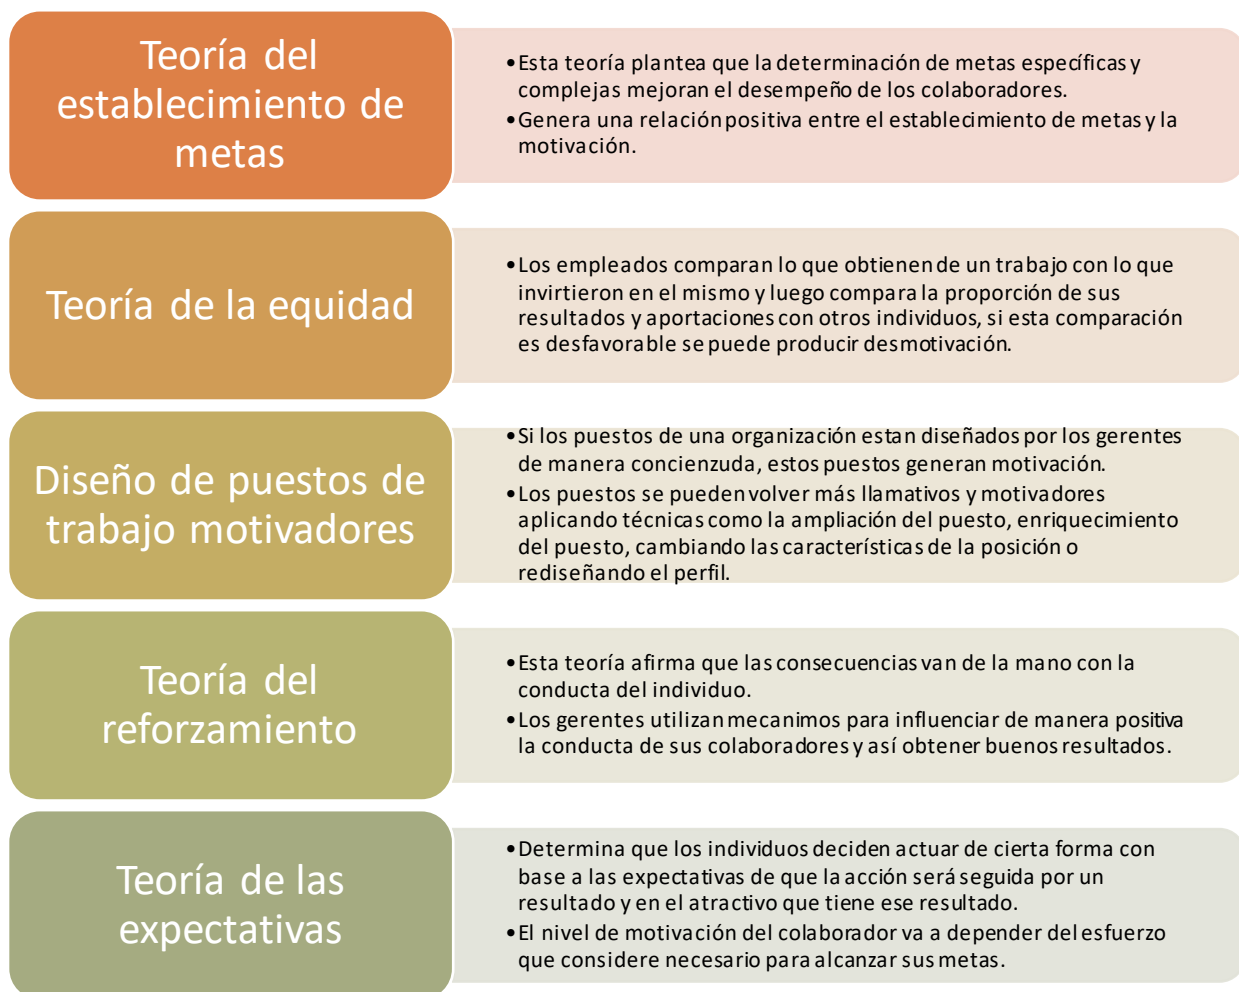 Teoría del
establecimiento de
metas
•Esta teoría plantea que la determinación de metas específicas y
complejas mejoran el desempeño de los colaboradores.
•Genera una relación positiva entre el establecimiento de metas y la
motivación.
Teoría de la equidad
•Los empleados comparan lo que obtienen de un trabajo con lo que
invirtieron en el mismo y luego compara la proporción de sus
resultados y aportaciones con otros individuos, si esta comparación
es desfavorable se puede producir desmotivación.
Diseño de puestos de
trabajo motivadores
•Si los puestos de una organización estan diseñados por los gerentes
de manera concienzuda, estos puestos generan motivación.
•Los puestos se pueden volver más llamativos y motivadores
aplicando técnicas como la ampliación del puesto, enriquecimiento
del puesto, cambiando las características de la posición o
rediseñando el perfil.
Teoría del
reforzamiento
•Esta teoría afirma que las consecuencias van de la mano con la
conducta del individuo.
•Los gerentes utilizan mecanimos para influenciar de manera positiva
la conducta de sus colaboradores y así obtener buenos resultados.
Teoría de las
expectativas
•Determina que los individuos deciden actuar de cierta forma con
base a las expectativas de que la acción será seguida por un
resultado y en el atractivo que tiene ese resultado.
•El nivel de motivación del colaborador va a depender del esfuerzo
que considere necesario para alcanzar sus metas.